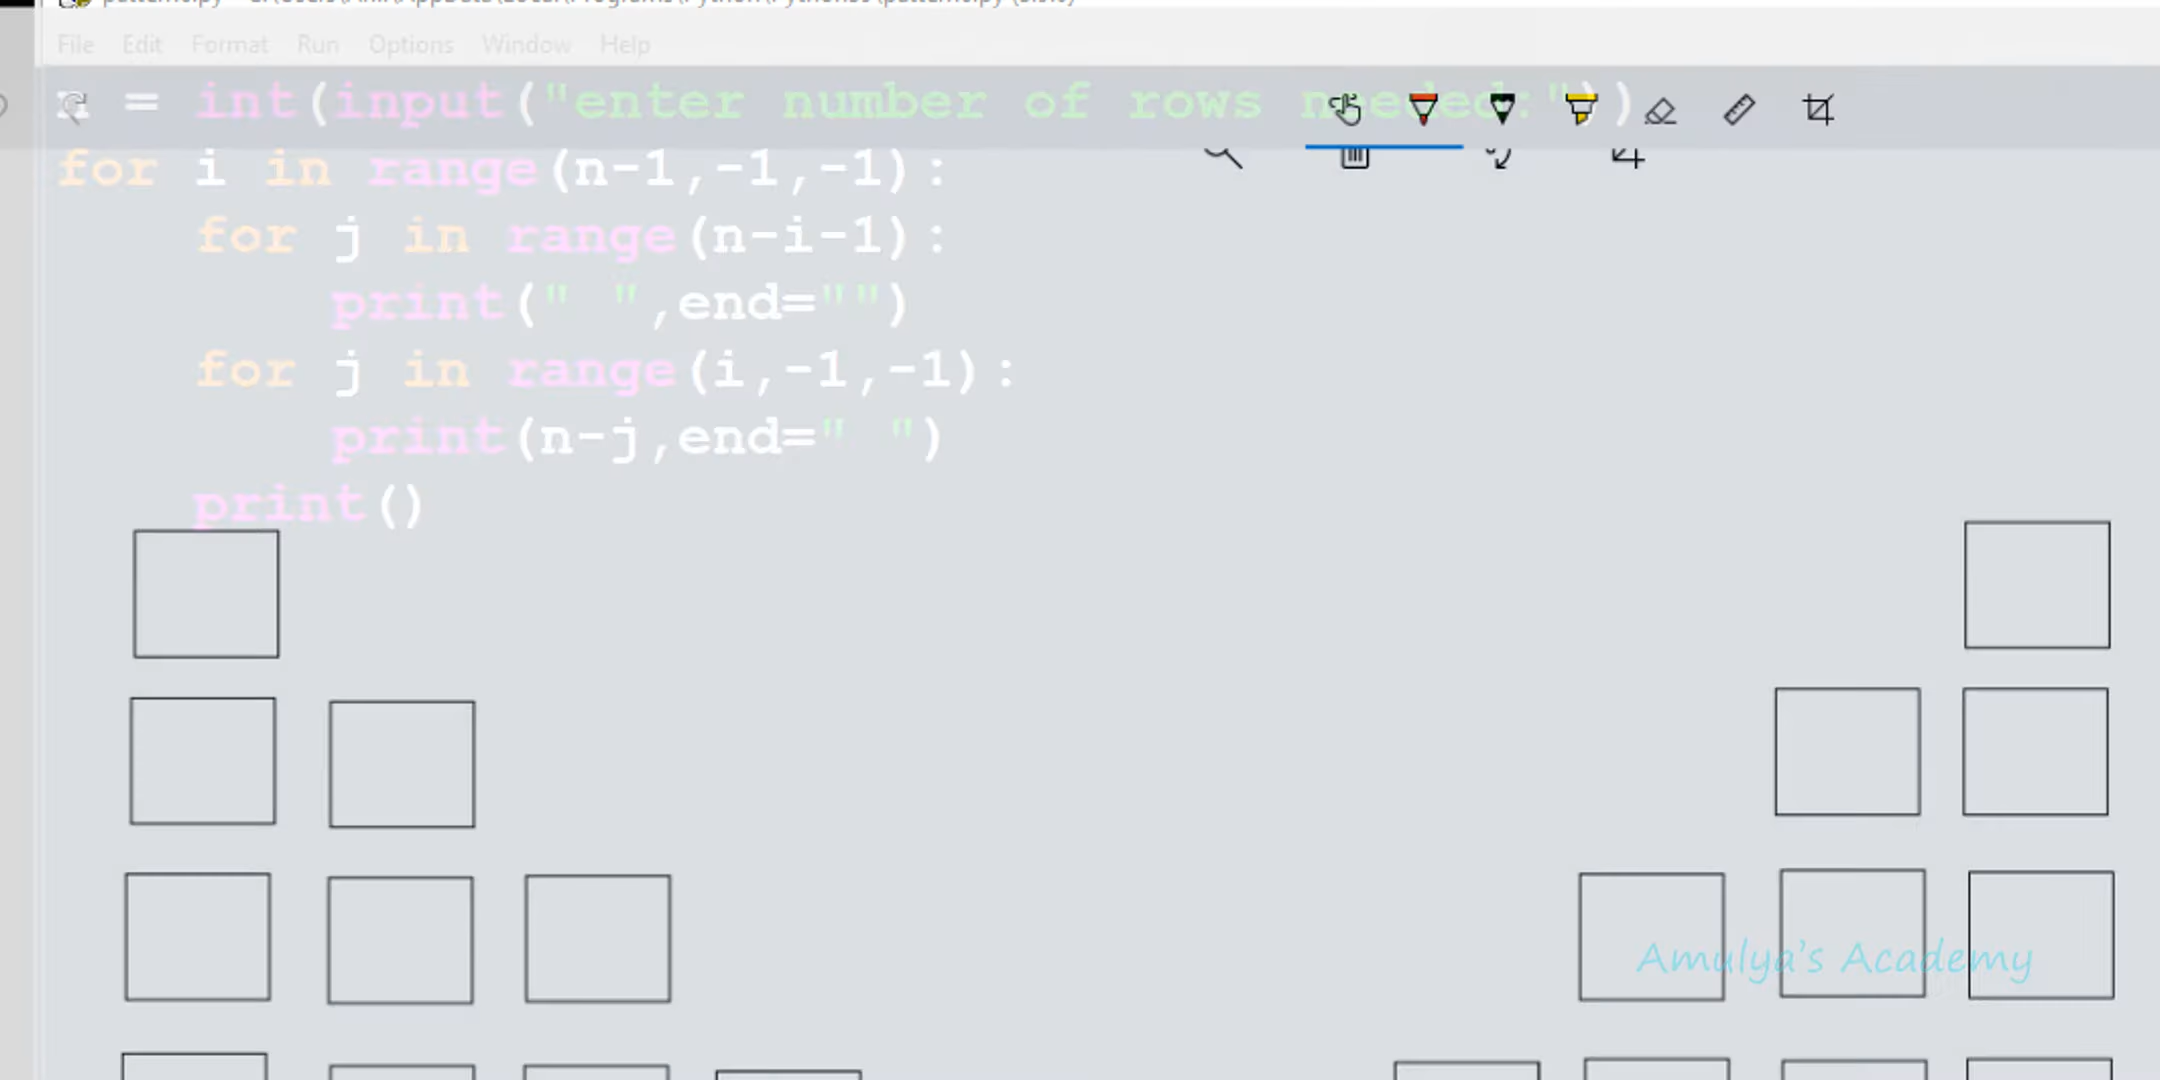 File Edit Format Run Options Window Help
n = int(input("enter number of rows needed:"))
for i in range(n-1,-1,-1):
    for j in range(n-i-1):
        print(" ",end="")
    for j in range(i,-1,-1):
        print(n-j,end=" ")
    print()
Amulya's Academy